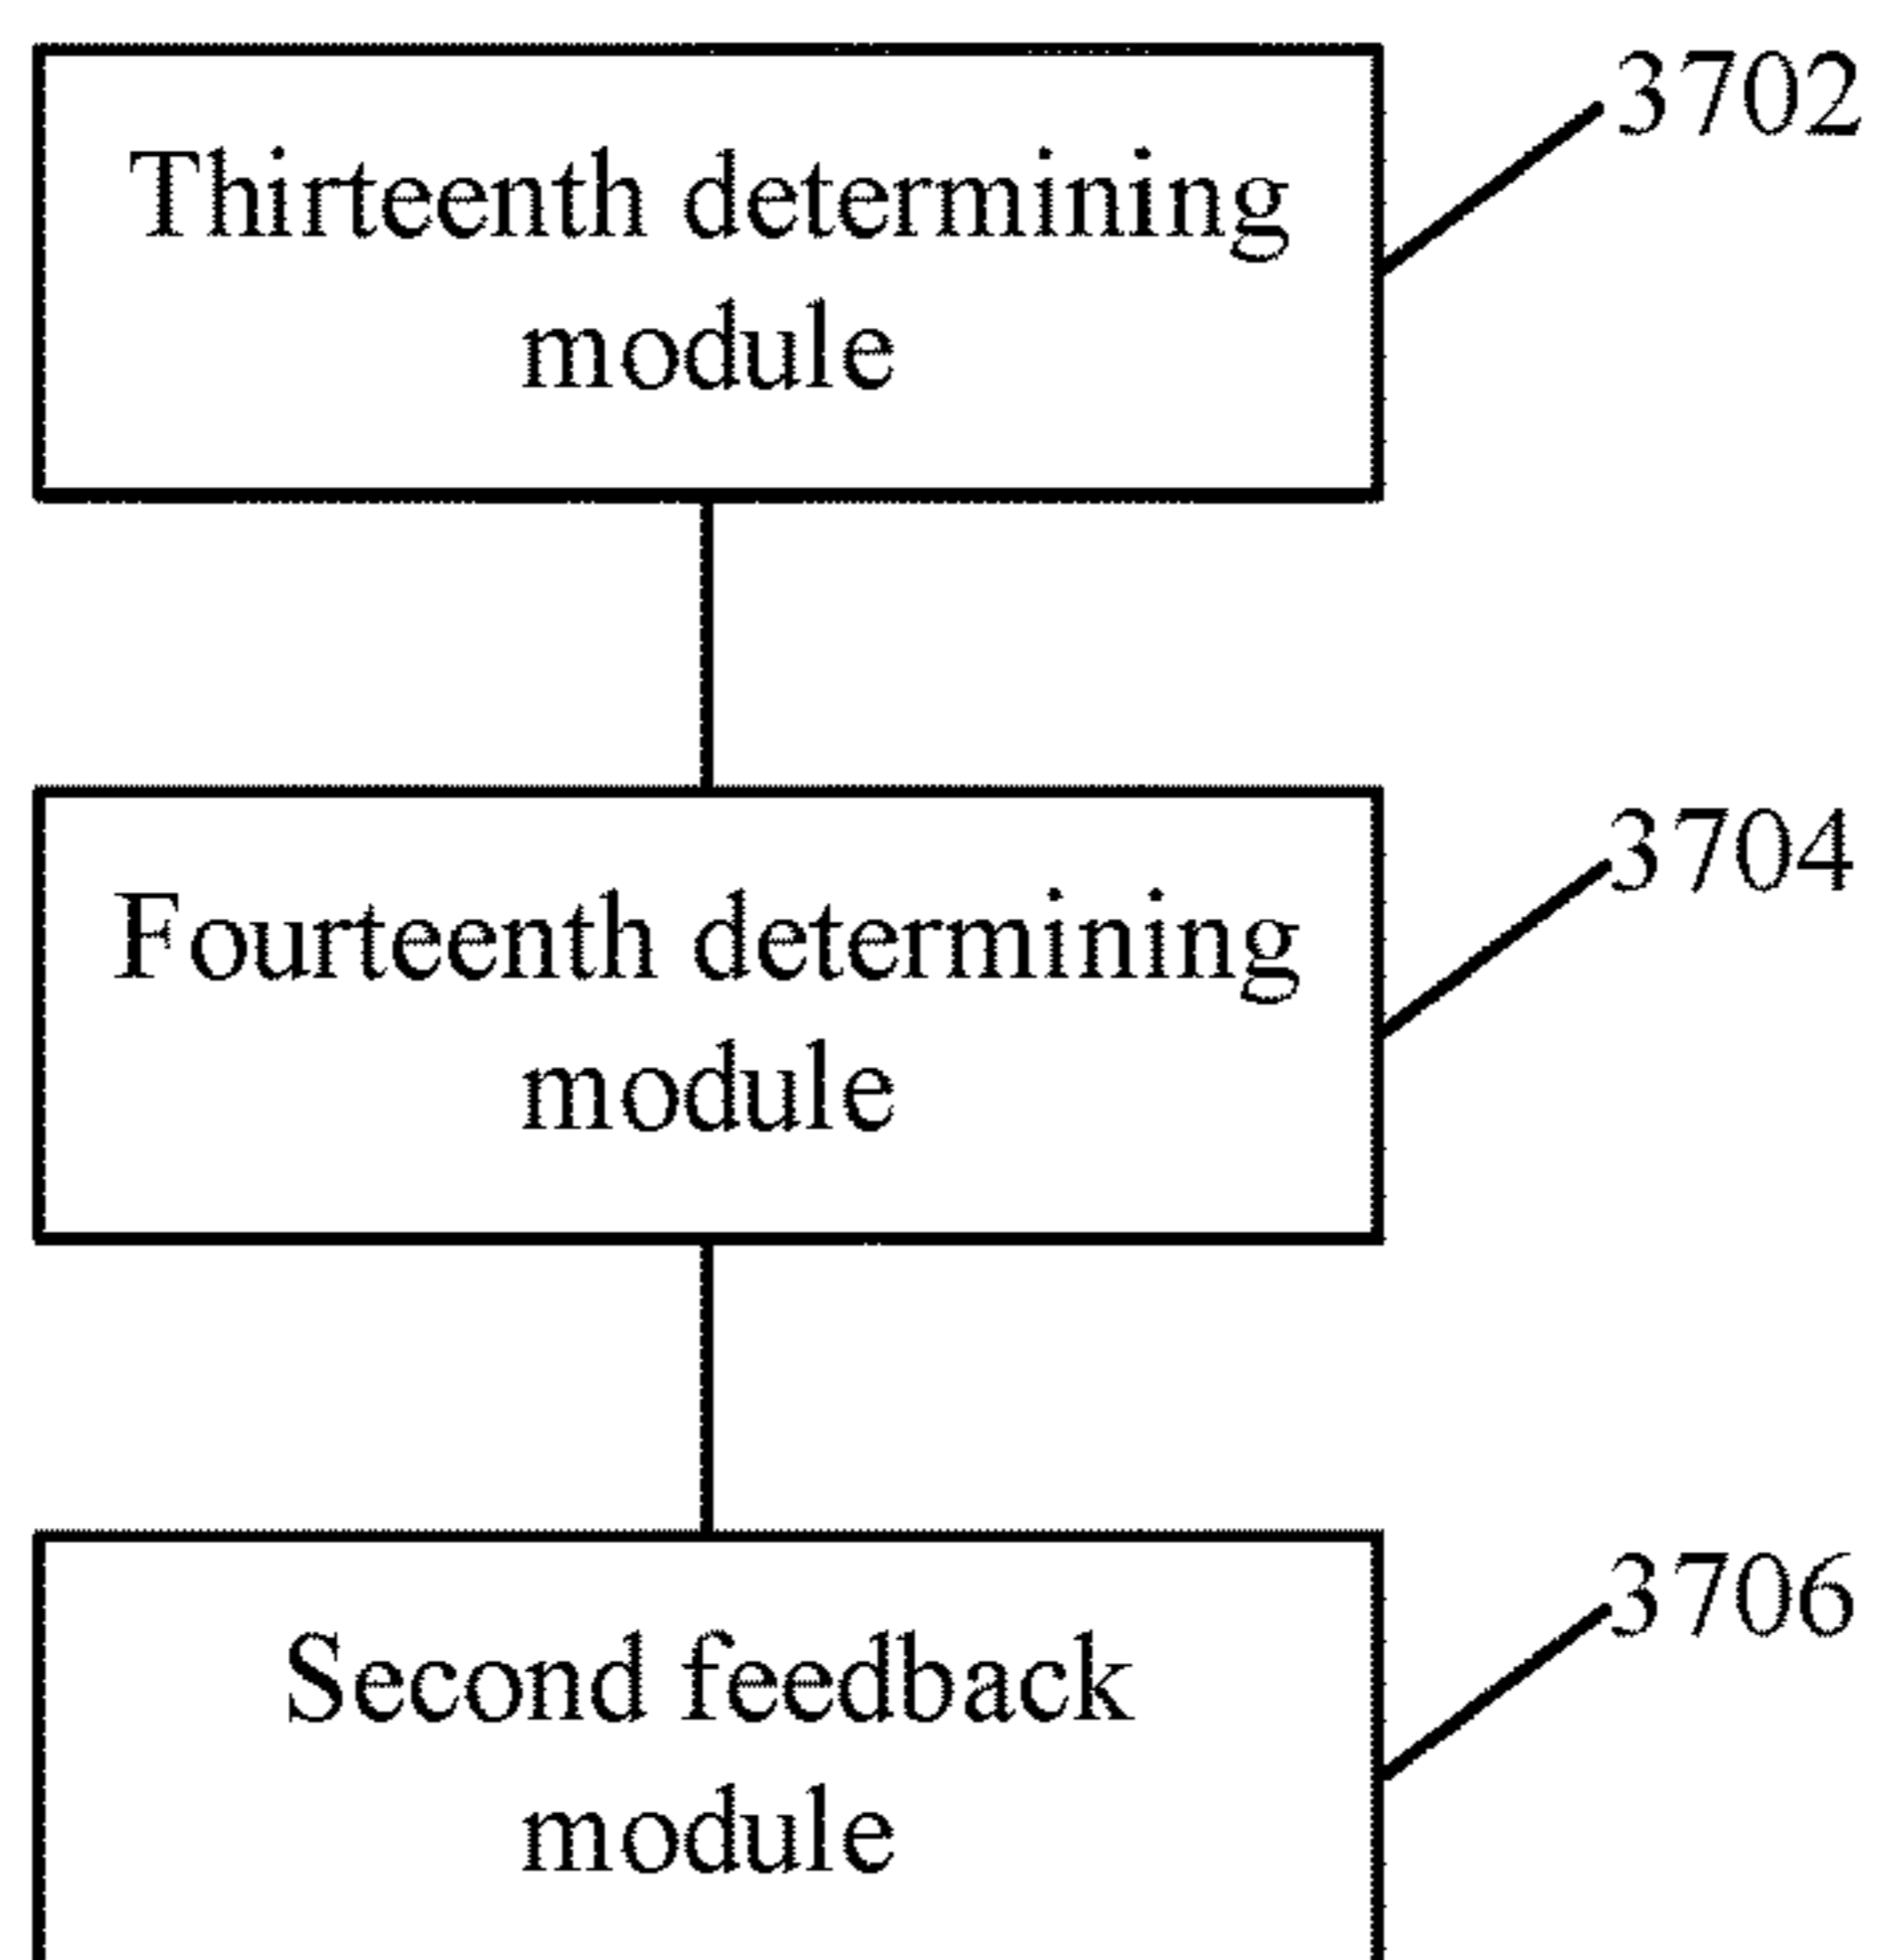 3702
Thirteenth determining
module
3704
Fourteenth determining
module
3706
Second feedback
module